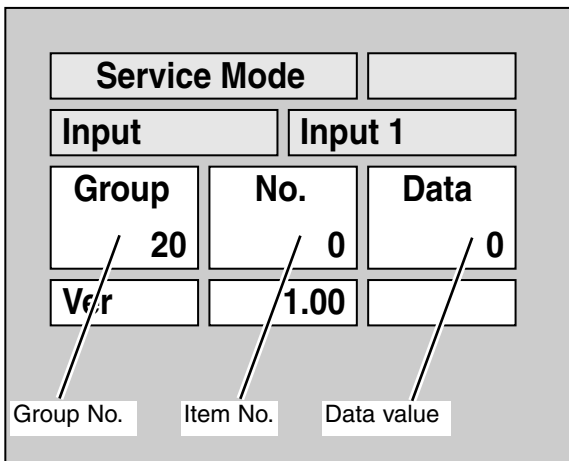 Service Mode
Input Input 1
Group No. Data
20 0 0
Ver 1.00
Group No. Item No. Data value